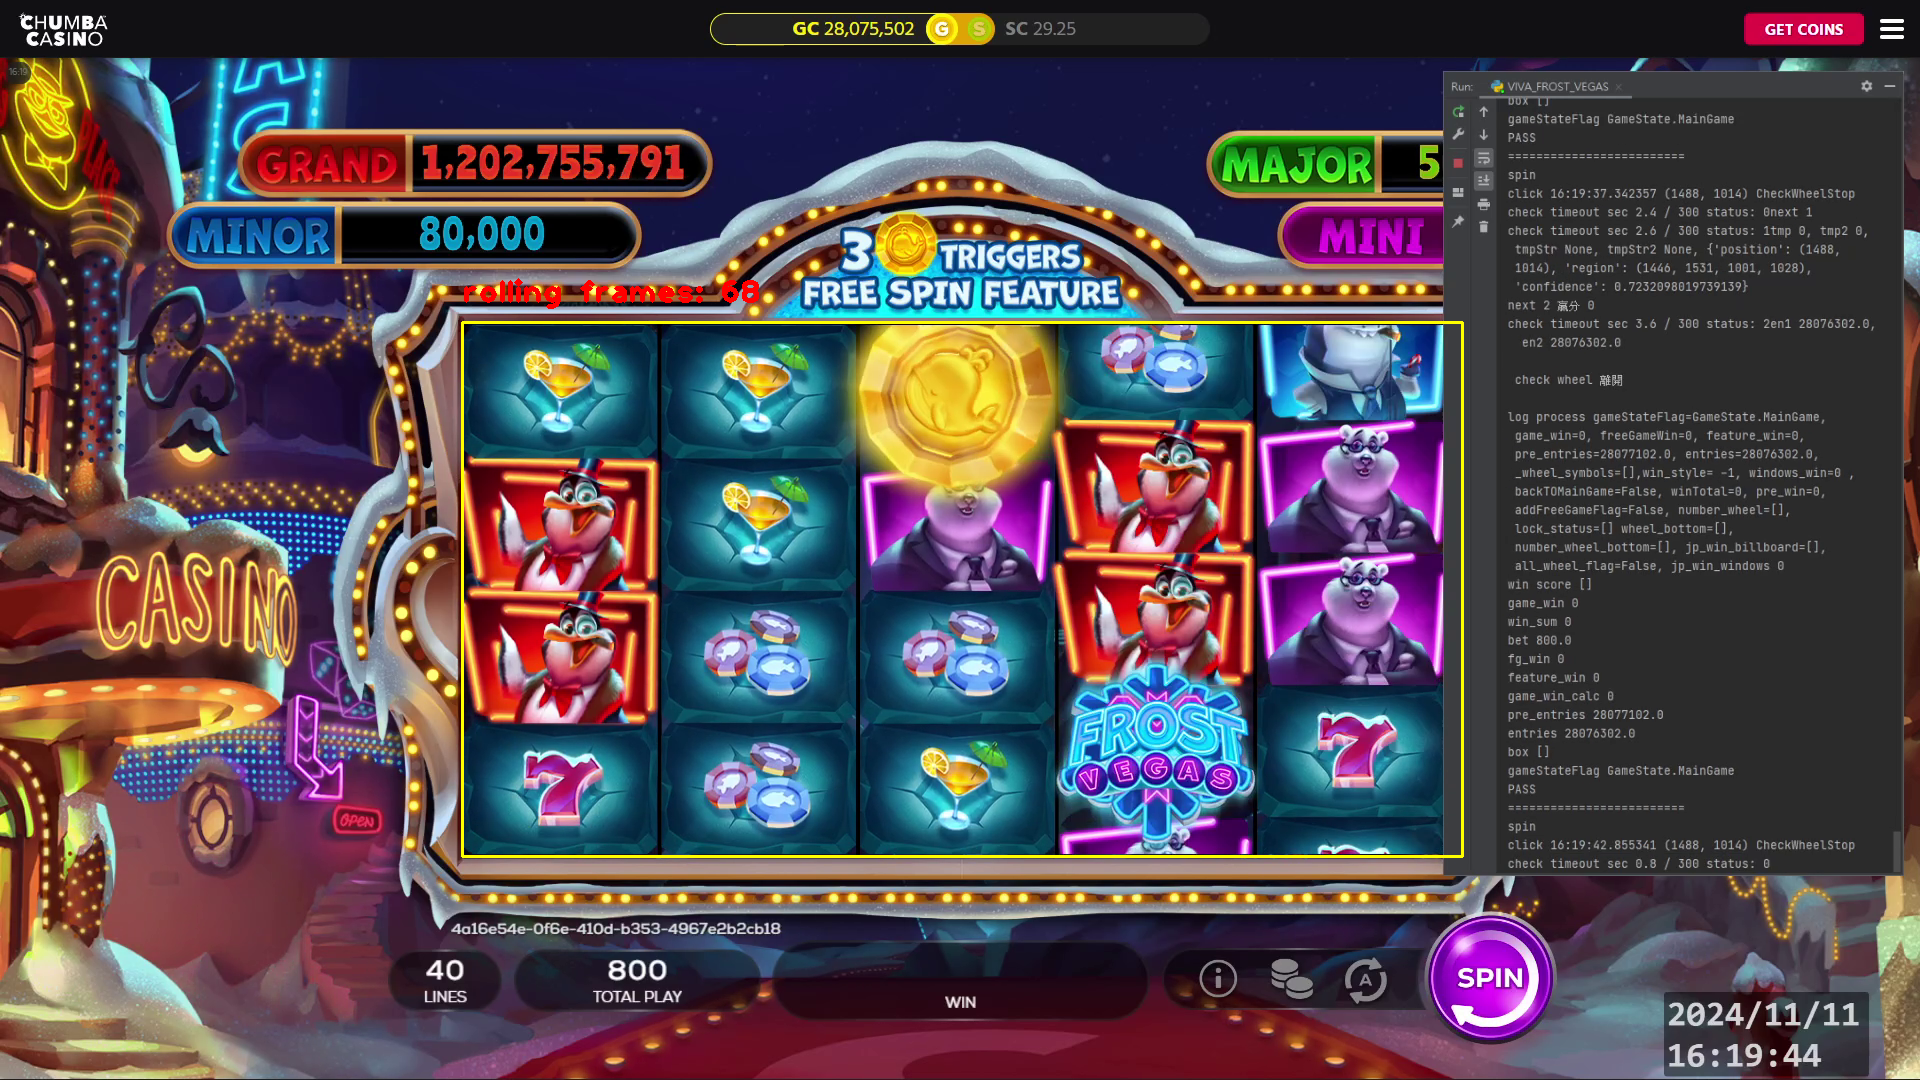 CHUMBA
CASINO
GC 28,075,502
G
S
SC 29.25
GET COINS
16:19
GRAND
1,202,755,791
MINOR
80,000
MAJOR
5
MINI
3 TRIGGERS
FREE SPIN FEATURE
rolling frames: 68
CASINO
OPEN
FROST
VEGAS
Run:
VIVA_FROST_VEGAS
box []
gameStateFlag GameState.MainGame
PASS
=========================
spin
click 16:19:37.342357 (1488, 1014) CheckWheelStop
check timeout sec 2.4 / 300 status: 0next 1
check timeout sec 2.6 / 300 status: 1tmp 0, tmp2 0,
tmpStr None, tmpStr2 None, {'position': (1488,
1014), 'region': (1446, 1531, 1001, 1028),
'confidence': 0.7232098019739139}
next 2 贏分 0
check timeout sec 3.6 / 300 status: 2en1 28076302.0,
en2 28076302.0
check wheel 離開
log process gameStateFlag=GameState.MainGame,
game_win=0, freeGameWin=0, feature_win=0,
pre_entries=28077102.0, entries=28076302.0,
_wheel_symbols=[],win_style= -1, windows_win=0 ,
backTOMainGame=False, winTotal=0, pre_win=0,
addFreeGameFlag=False, number_wheel=[],
lock_status=[] wheel_bottom=[],
number_wheel_bottom=[], jp_win_billboard=[],
all_wheel_flag=False, jp_win_windows 0
win score []
game_win 0
win_sum 0
bet 800.0
fg_win 0
feature_win 0
game_win_calc 0
pre_entries 28077102.0
entries 28076302.0
box []
gameStateFlag GameState.MainGame
PASS
=========================
spin
click 16:19:42.855341 (1488, 1014) CheckWheelStop
check timeout sec 0.8 / 300 status: 0
4a16e54e-0f6e-410d-b353-4967e2b2cb18
40
LINES
800
TOTAL PLAY
WIN
A
SPIN
2024/11/11
16:19:44